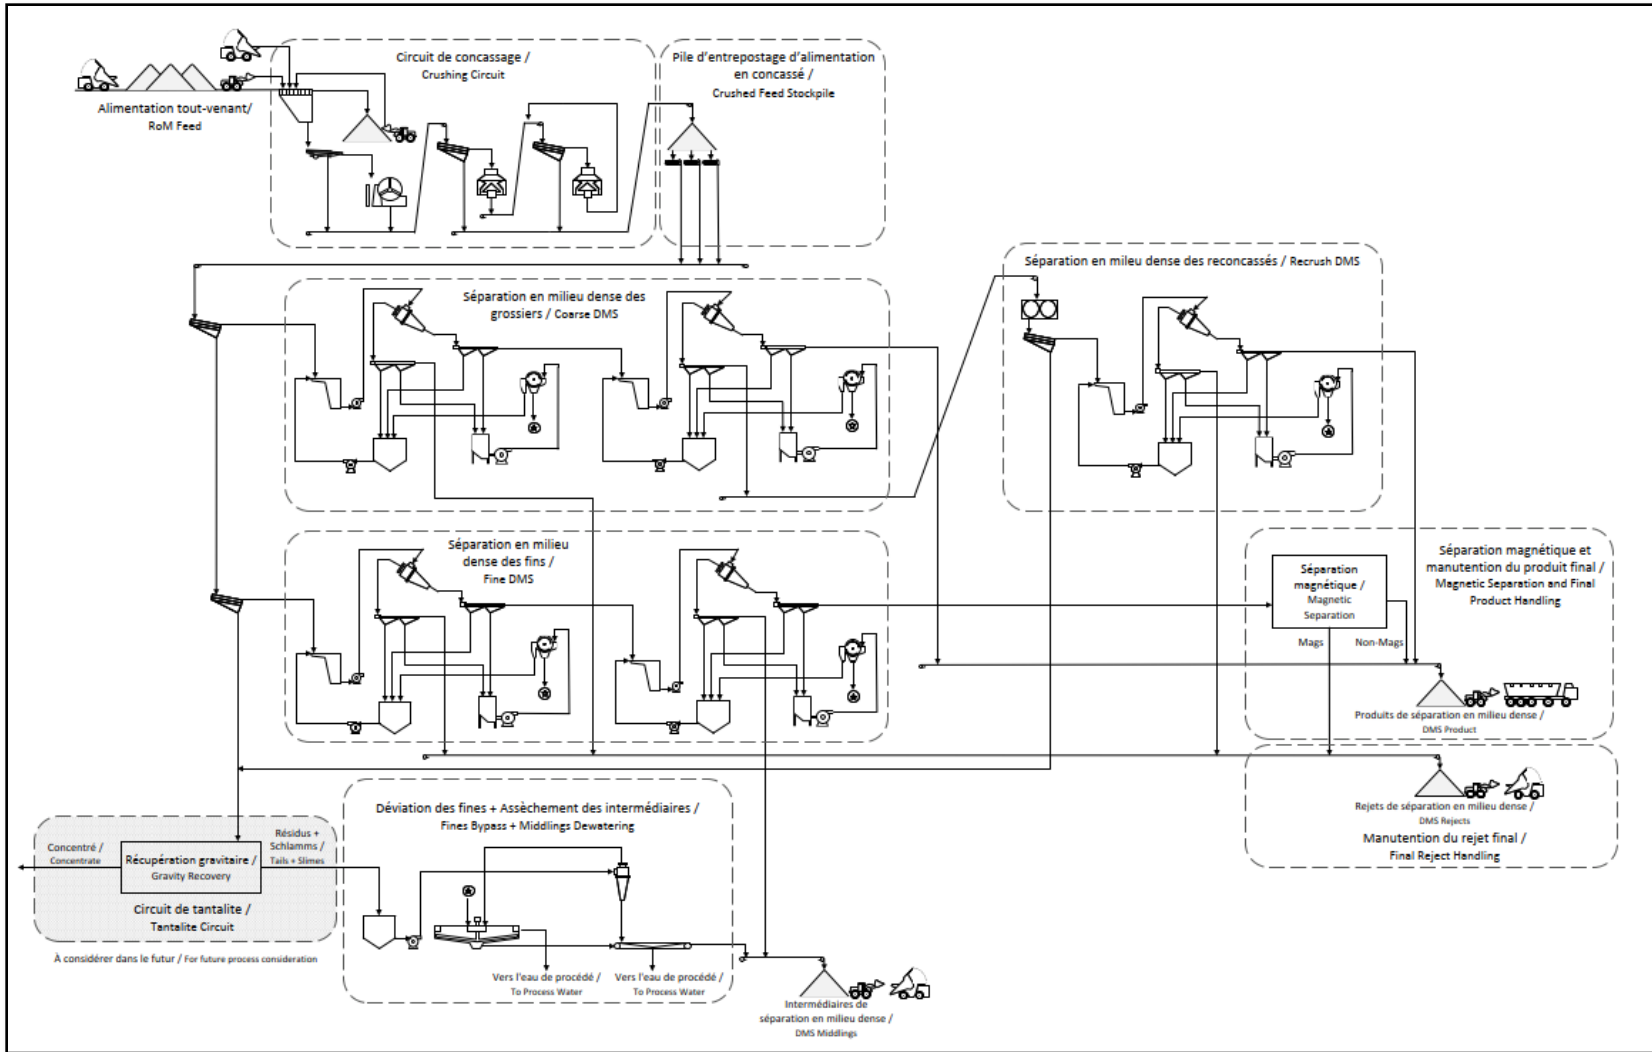 Circuit de concassage /
Crushing Circuit
Pile d'entrepostage d'alimentation
en concassé /
Crushed Feed Stockpile
Alimentation tout-venant/
RoM Feed
Séparation en mileu dense des reconcassés / Recrush DMS
Séparation en milieu dense des
grossiers / Coarse DMS
Séparation en milieu
dense des fins /
Fine DMS
Séparation magnétique et
manutention du produit final /
Magnetic Separation and Final
Product Handling
Séparation
magnétique /
Magnetic
Separation
Mags
Non-Mags
Produits de séparation en milieu dense /
DMS Product
Rejets de séparation en milieu dense /
DMS Rejects
Manutention du rejet final /
Final Reject Handling
Déviation des fines + Assèchement des intermédiaires /
Fines Bypass + Middlings Dewatering
Concentré /
Concentrate
Récupération gravitaire /
Gravity Recovery
Résidus +
Schlamms /
Tails + Slimes
Circuit de tantalite /
Tantalite Circuit
À considérer dans le futur / For future process consideration
Vers l'eau de procédé /
To Process Water
Vers l'eau de procédé /
To Process Water
Intermédiaires de
séparation en milieu dense /
DMS Middlings